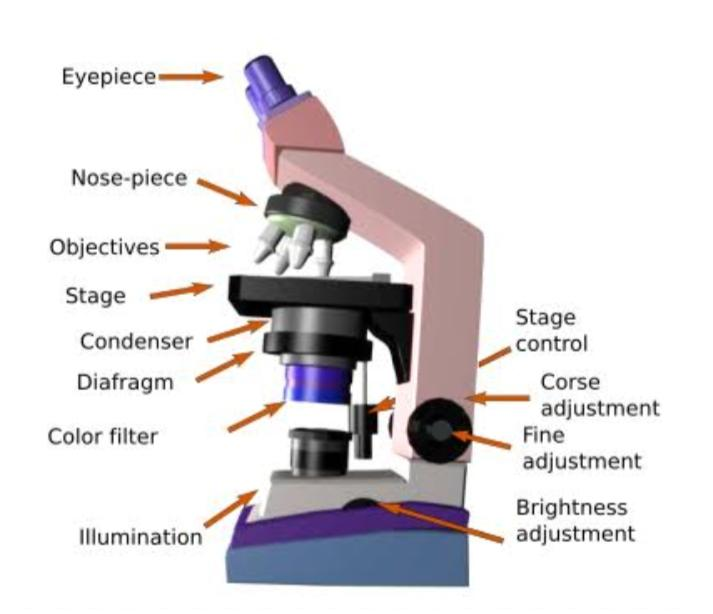 Eyepiece
Nose-piece
Objectives
Stage
Condenser
Diafragm
Color filter
Illumination
Stage
control
Corse
adjustment
Fine
adjustment
Brightness
adjustment